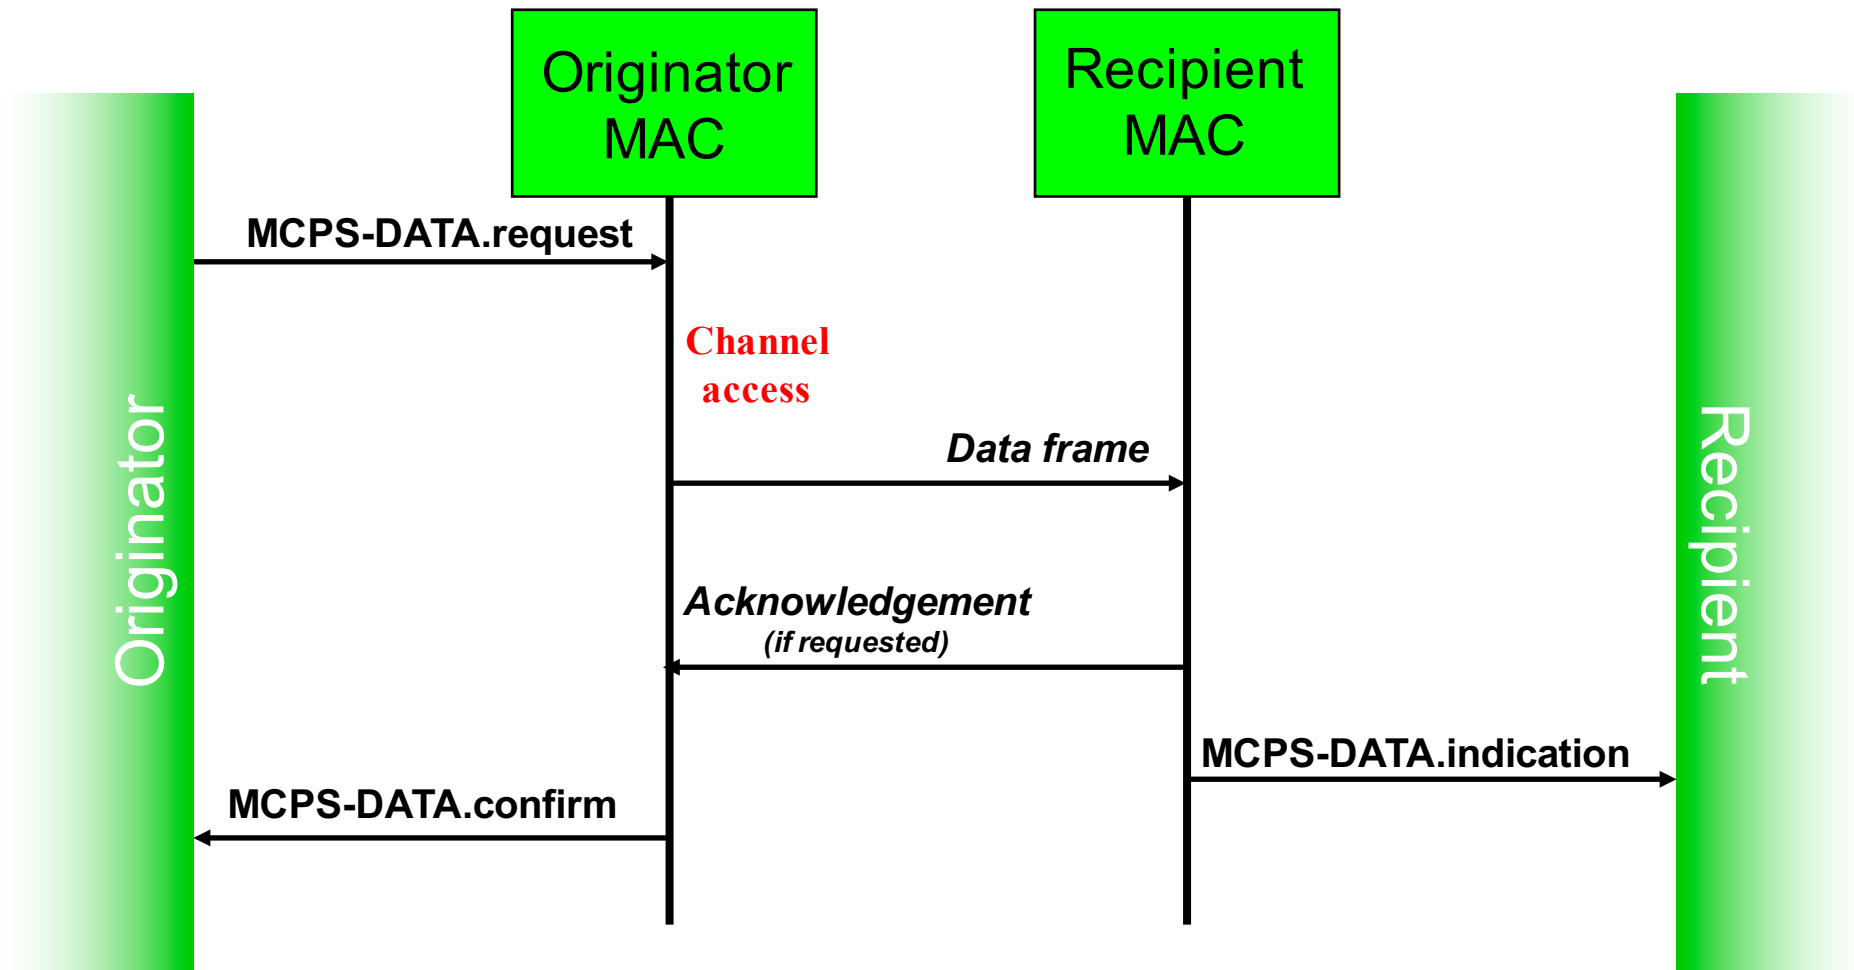 Originator
MAC
Recipient
MAC
MCPS-DATA.request
Channel
access
Data frame
Originator
Recipient
Acknowledgement
(if requested)
MCPS-DATA.indication
MCPS-DATA.confirm